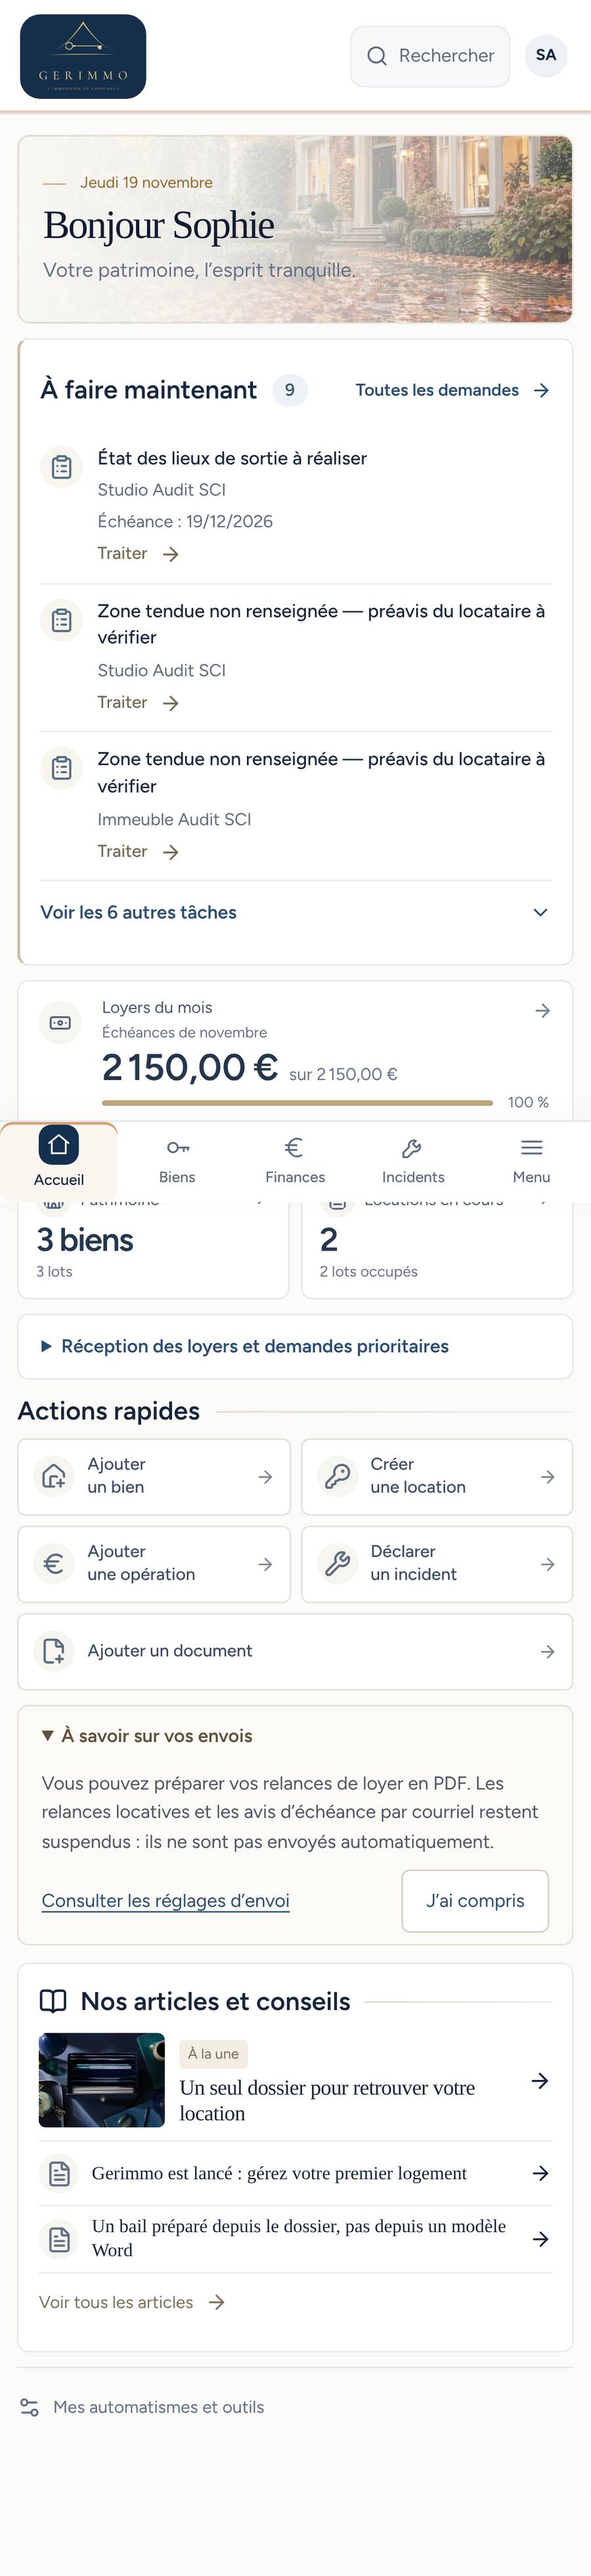 GERIMMO
L'IMMOBILIER EN CONFIANCE
Rechercher
SA
Jeudi 19 novembre
Bonjour Sophie
Votre patrimoine, l’esprit tranquille.
À faire maintenant 9
Toutes les demandes
État des lieux de sortie à réaliser
Studio Audit SCI
Échéance : 19/12/2026
Traiter
Zone tendue non renseignée — préavis du locataire à
vérifier
Studio Audit SCI
Traiter
Zone tendue non renseignée — préavis du locataire à
vérifier
Immeuble Audit SCI
Traiter
Voir les 6 autres tâches
Loyers du mois
Échéances de novembre
2 150,00 € sur 2 150,00 €
100 %
Accueil
Biens
Finances
Incidents
Menu
Patrimoine
Locations en cours
3 biens
2
3 lots
2 lots occupés
Réception des loyers et demandes prioritaires
Actions rapides
Ajouter
un bien
Créer
une location
Ajouter
une opération
Déclarer
un incident
Ajouter un document
À savoir sur vos envois
Vous pouvez préparer vos relances de loyer en PDF. Les
relances locatives et les avis d’échéance par courriel restent
suspendus : ils ne sont pas envoyés automatiquement.
Consulter les réglages d’envoi
J’ai compris
Nos articles et conseils
À la une
Un seul dossier pour retrouver votre
location
Gerimmo est lancé : gérez votre premier logement
Un bail préparé depuis le dossier, pas depuis un modèle
Word
Voir tous les articles
Mes automatismes et outils